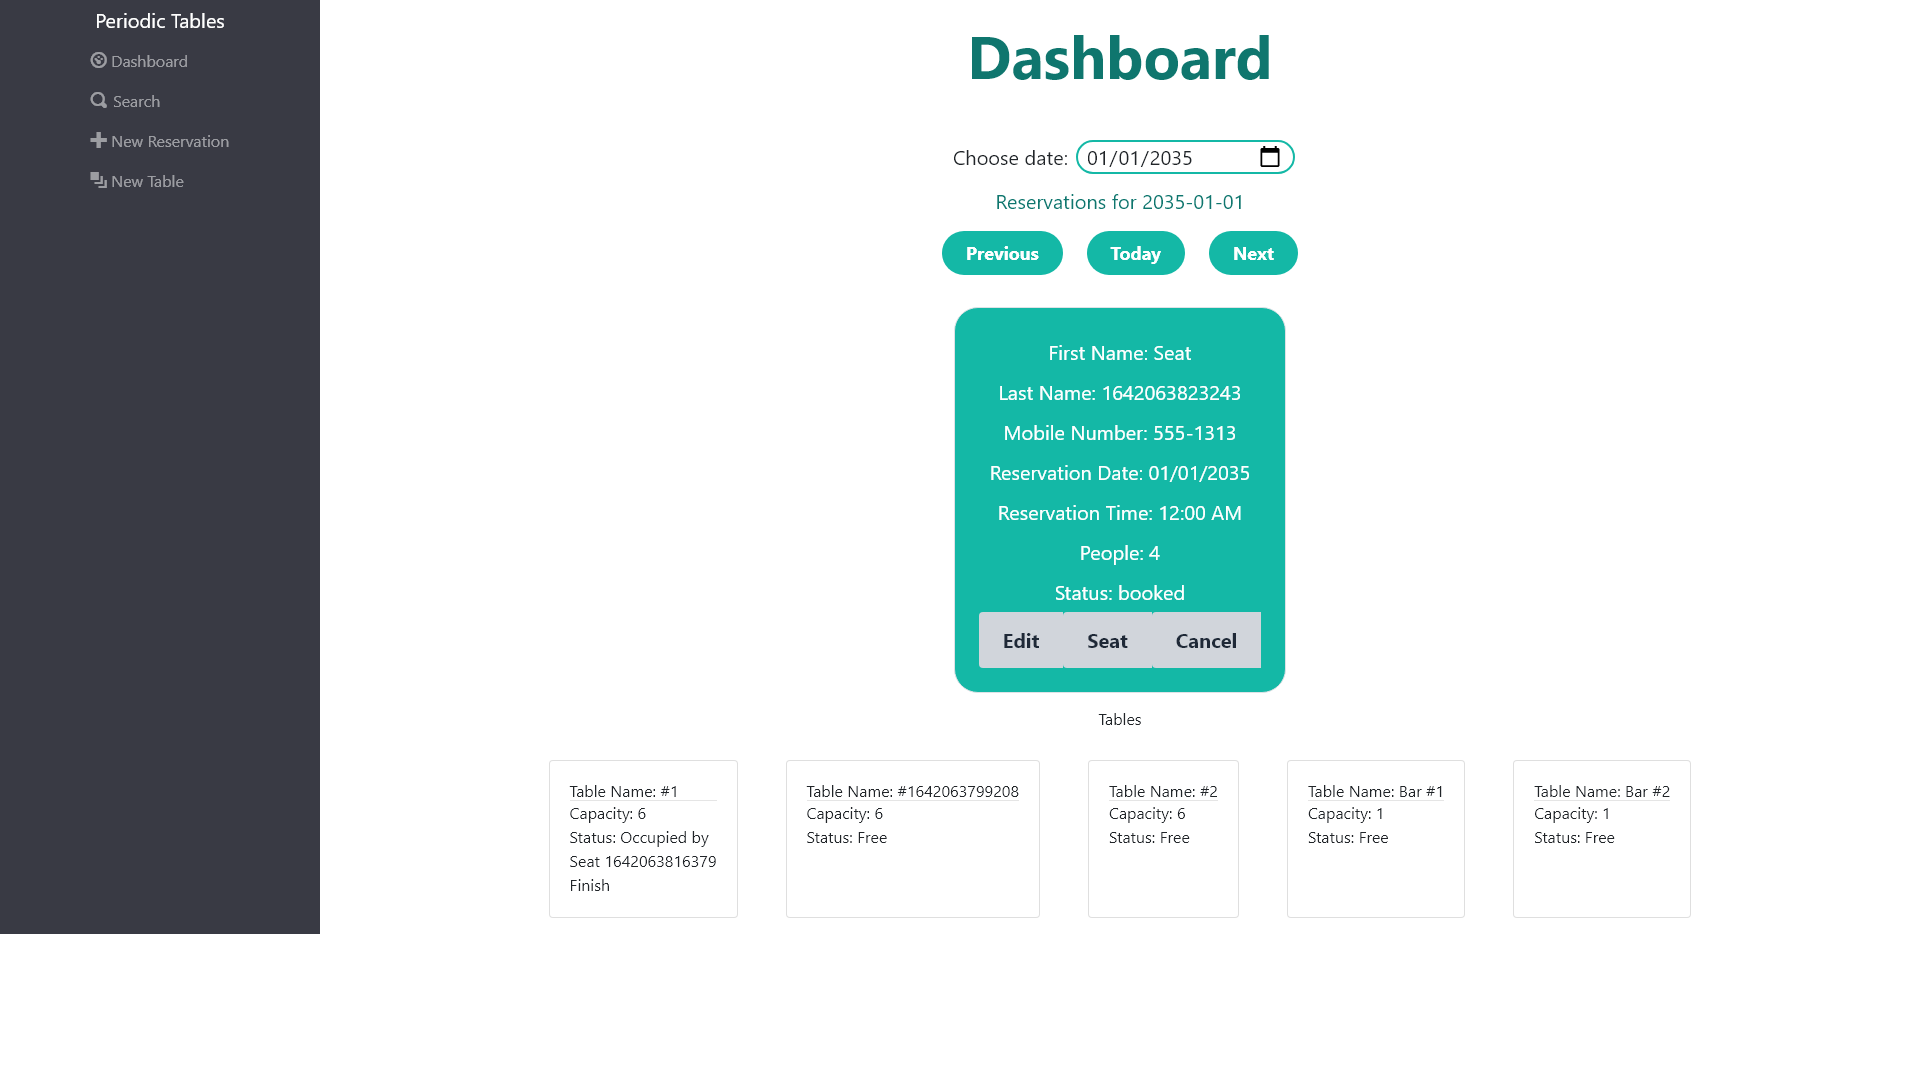 Periodic Tables
Dashboard
Search
New Reservation
New Table
Dashboard
Choose date: 01/01/2035
Reservations for 2035-01-01
Previous Today Next
First Name: Seat
Last Name: 1642063823243
Mobile Number: 555-1313
Reservation Date: 01/01/2035
Reservation Time: 12:00 AM
People: 4
Status: booked
Edit Seat Cancel
Tables
Table Name: #1
Capacity: 6
Status: Occupied by
Seat 1642063816379
Finish
Table Name: #1642063799208
Capacity: 6
Status: Free
Table Name: #2
Capacity: 6
Status: Free
Table Name: Bar #1
Capacity: 1
Status: Free
Table Name: Bar #2
Capacity: 1
Status: Free